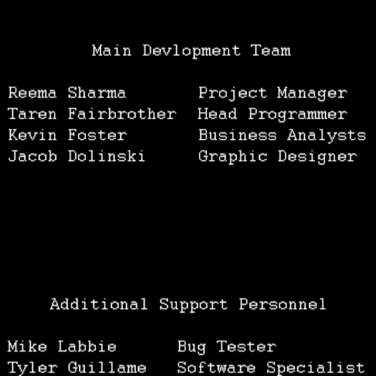 Main Devlopment Team
Reema Sharma Project Manager
Taren Fairbrother Head Programmer
Kevin Foster Business Analysts
Jacob Dolinski Graphic Designer
Additional Support Personnel
Mike Labbie Bug Tester
Tyler Guillame Software Specialist